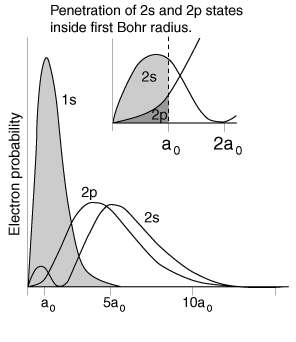 Penetration of 2s and 2p states
inside first Bohr radius.
2s
1s
2p
a₀ 2a₀
2p
2s
Electron probability
a₀ 5a₀ 10a₀